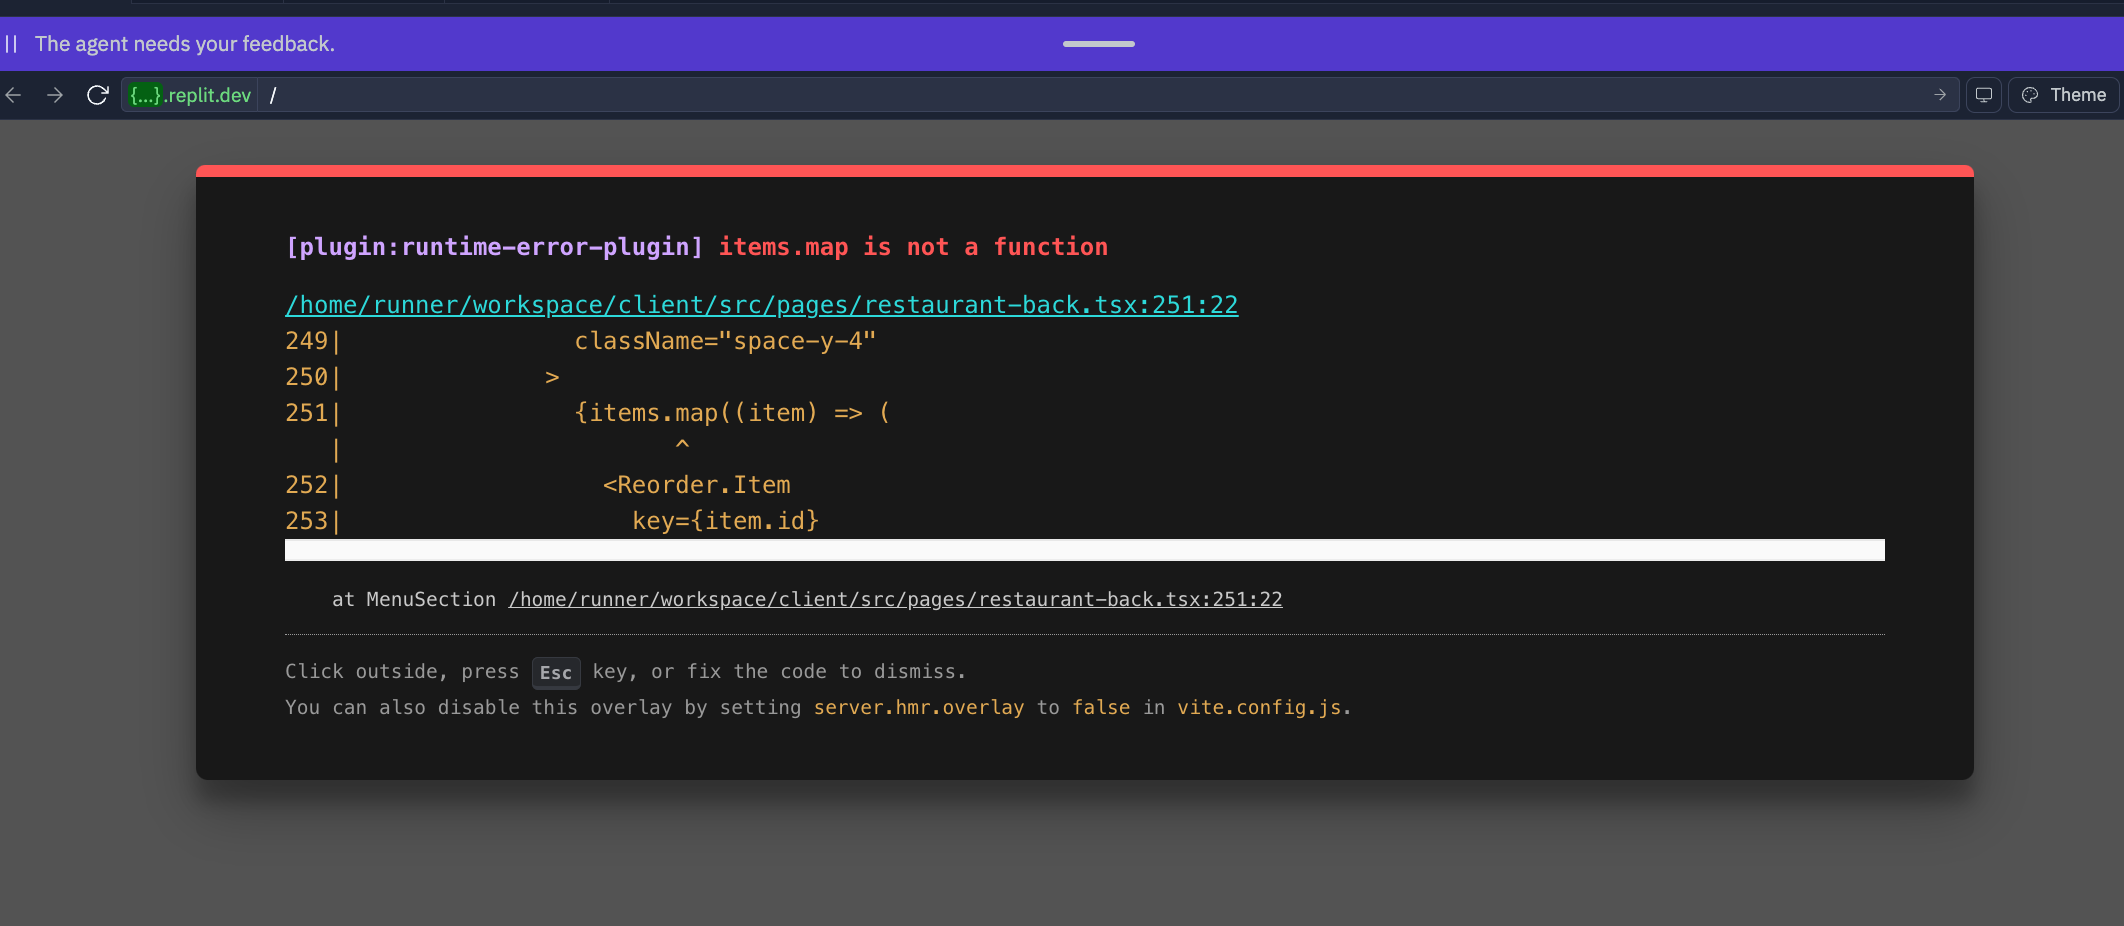 The agent needs your feedback.
{...}.replit.dev /
Theme
[plugin:runtime-error-plugin] items.map is not a function
/home/runner/workspace/client/src/pages/restaurant-back.tsx:251:22
249|                className="space-y-4"
250|              >
251|                {items.map((item) => (
   |                       ^
252|                  <Reorder.Item
253|                    key={item.id}
at MenuSection /home/runner/workspace/client/src/pages/restaurant-back.tsx:251:22
Click outside, press Esc key, or fix the code to dismiss.
You can also disable this overlay by setting server.hmr.overlay to false in vite.config.js.